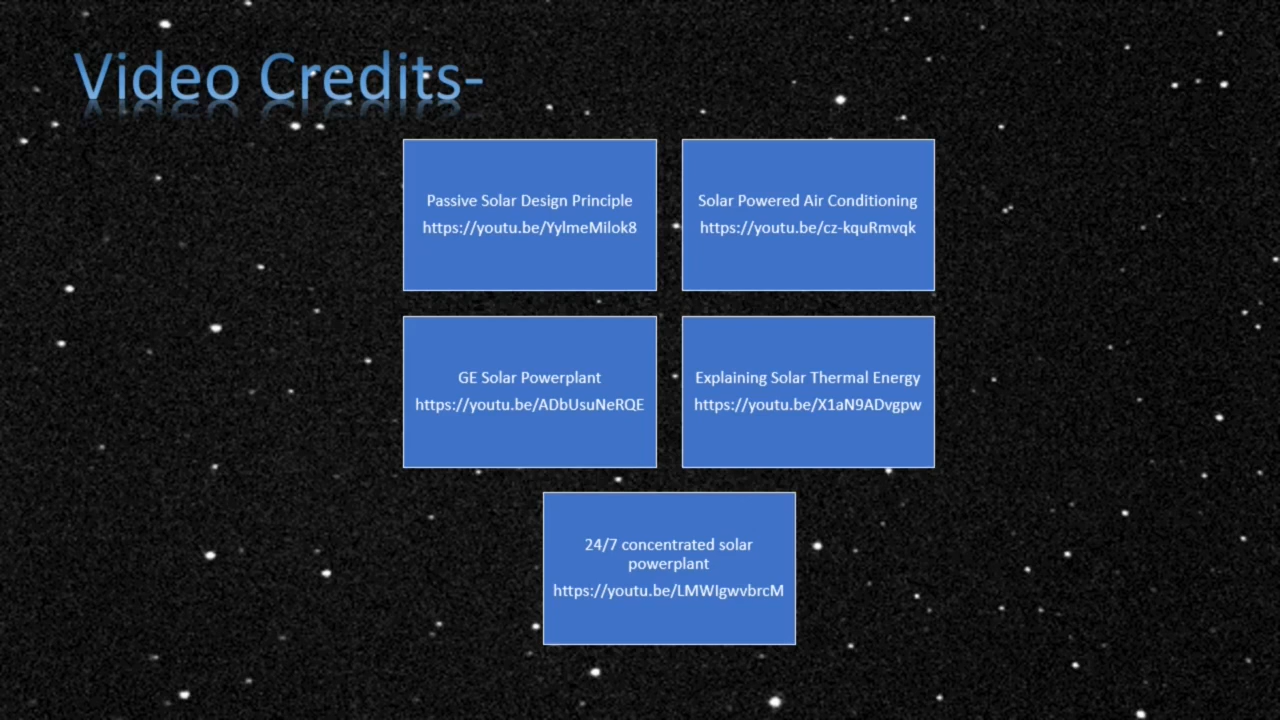 Video Credits-
Passive Solar Design Principle
https://youtu.be/YylmeMilok8
Solar Powered Air Conditioning
https://youtu.be/cz-kquRmvqk
GE Solar Powerplant
https://youtu.be/ADbUsuNeRQE
Explaining Solar Thermal Energy
https://youtu.be/X1aN9ADvgpw
24/7 concentrated solar
powerplant
https://youtu.be/LMWIgwvbrcM